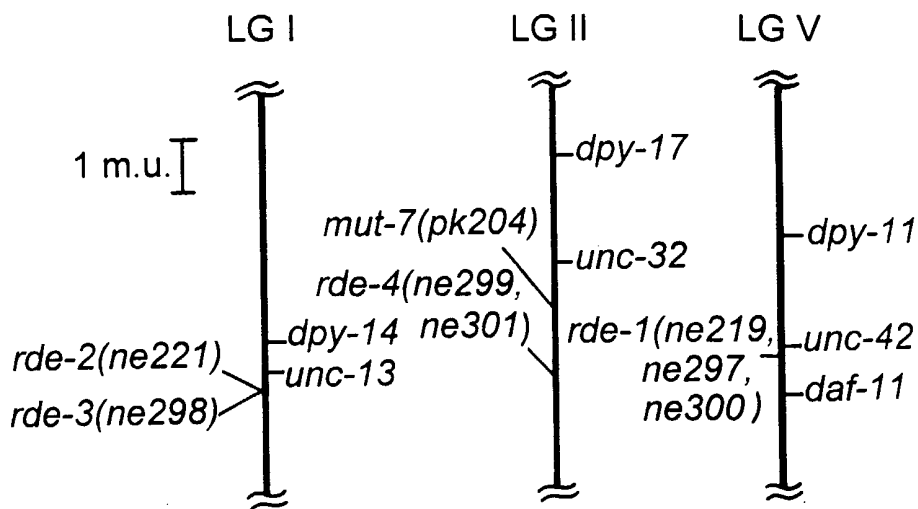 LG I
LG II
LG V
1 m.u.
dpy-17
mut-7(pk204)
dpy-11
unc-32
rde-4(ne299,
ne301)
dpy-14
rde-1(ne219,
ne297,
ne300)
unc-42
rde-2(ne221)
unc-13
daf-11
rde-3(ne298)